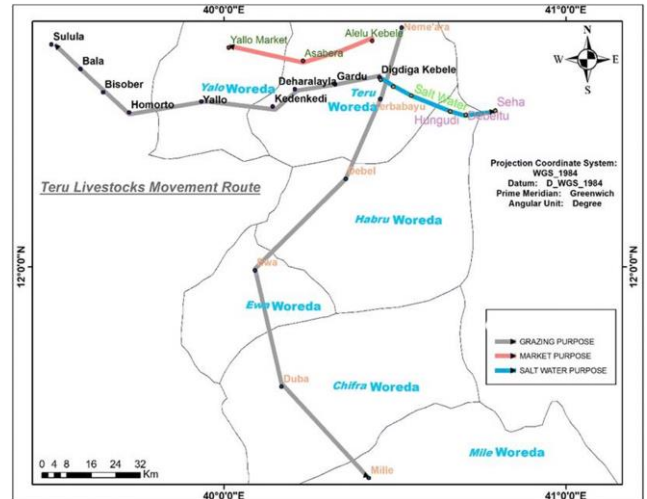 40°0'0"E
41°0'0"E
Neme'ara
Sulula
Yallo Market
Alelu Kebele
N
Asabera
W
E
S
Bala
Digdiga Kebele
Gardu
Deharalayla
Bisober
Yalo Woreda
Teru
Woreda
Salt Water
Seha
Homorto
Yallo
Kedenkedi
Hungudi
Debeltu
Projection Coordinate System:
WGS_1984
Datum: D_WGS_1984
Prime Meridian: Greenwich
Angular Unit: Degree
Teru Livestocks Movement Route
Debel
Habru Woreda
12°0'0"N
12°0'0"N
Ewa Woreda
GRAZING PURPOSE
MARKET PURPOSE
SALT WATER PURPOSE
Duba
Chifra Woreda
Mile Woreda
Mille
0 4 8 16 24 32
Km
40°0'0"E
41°0'0"E